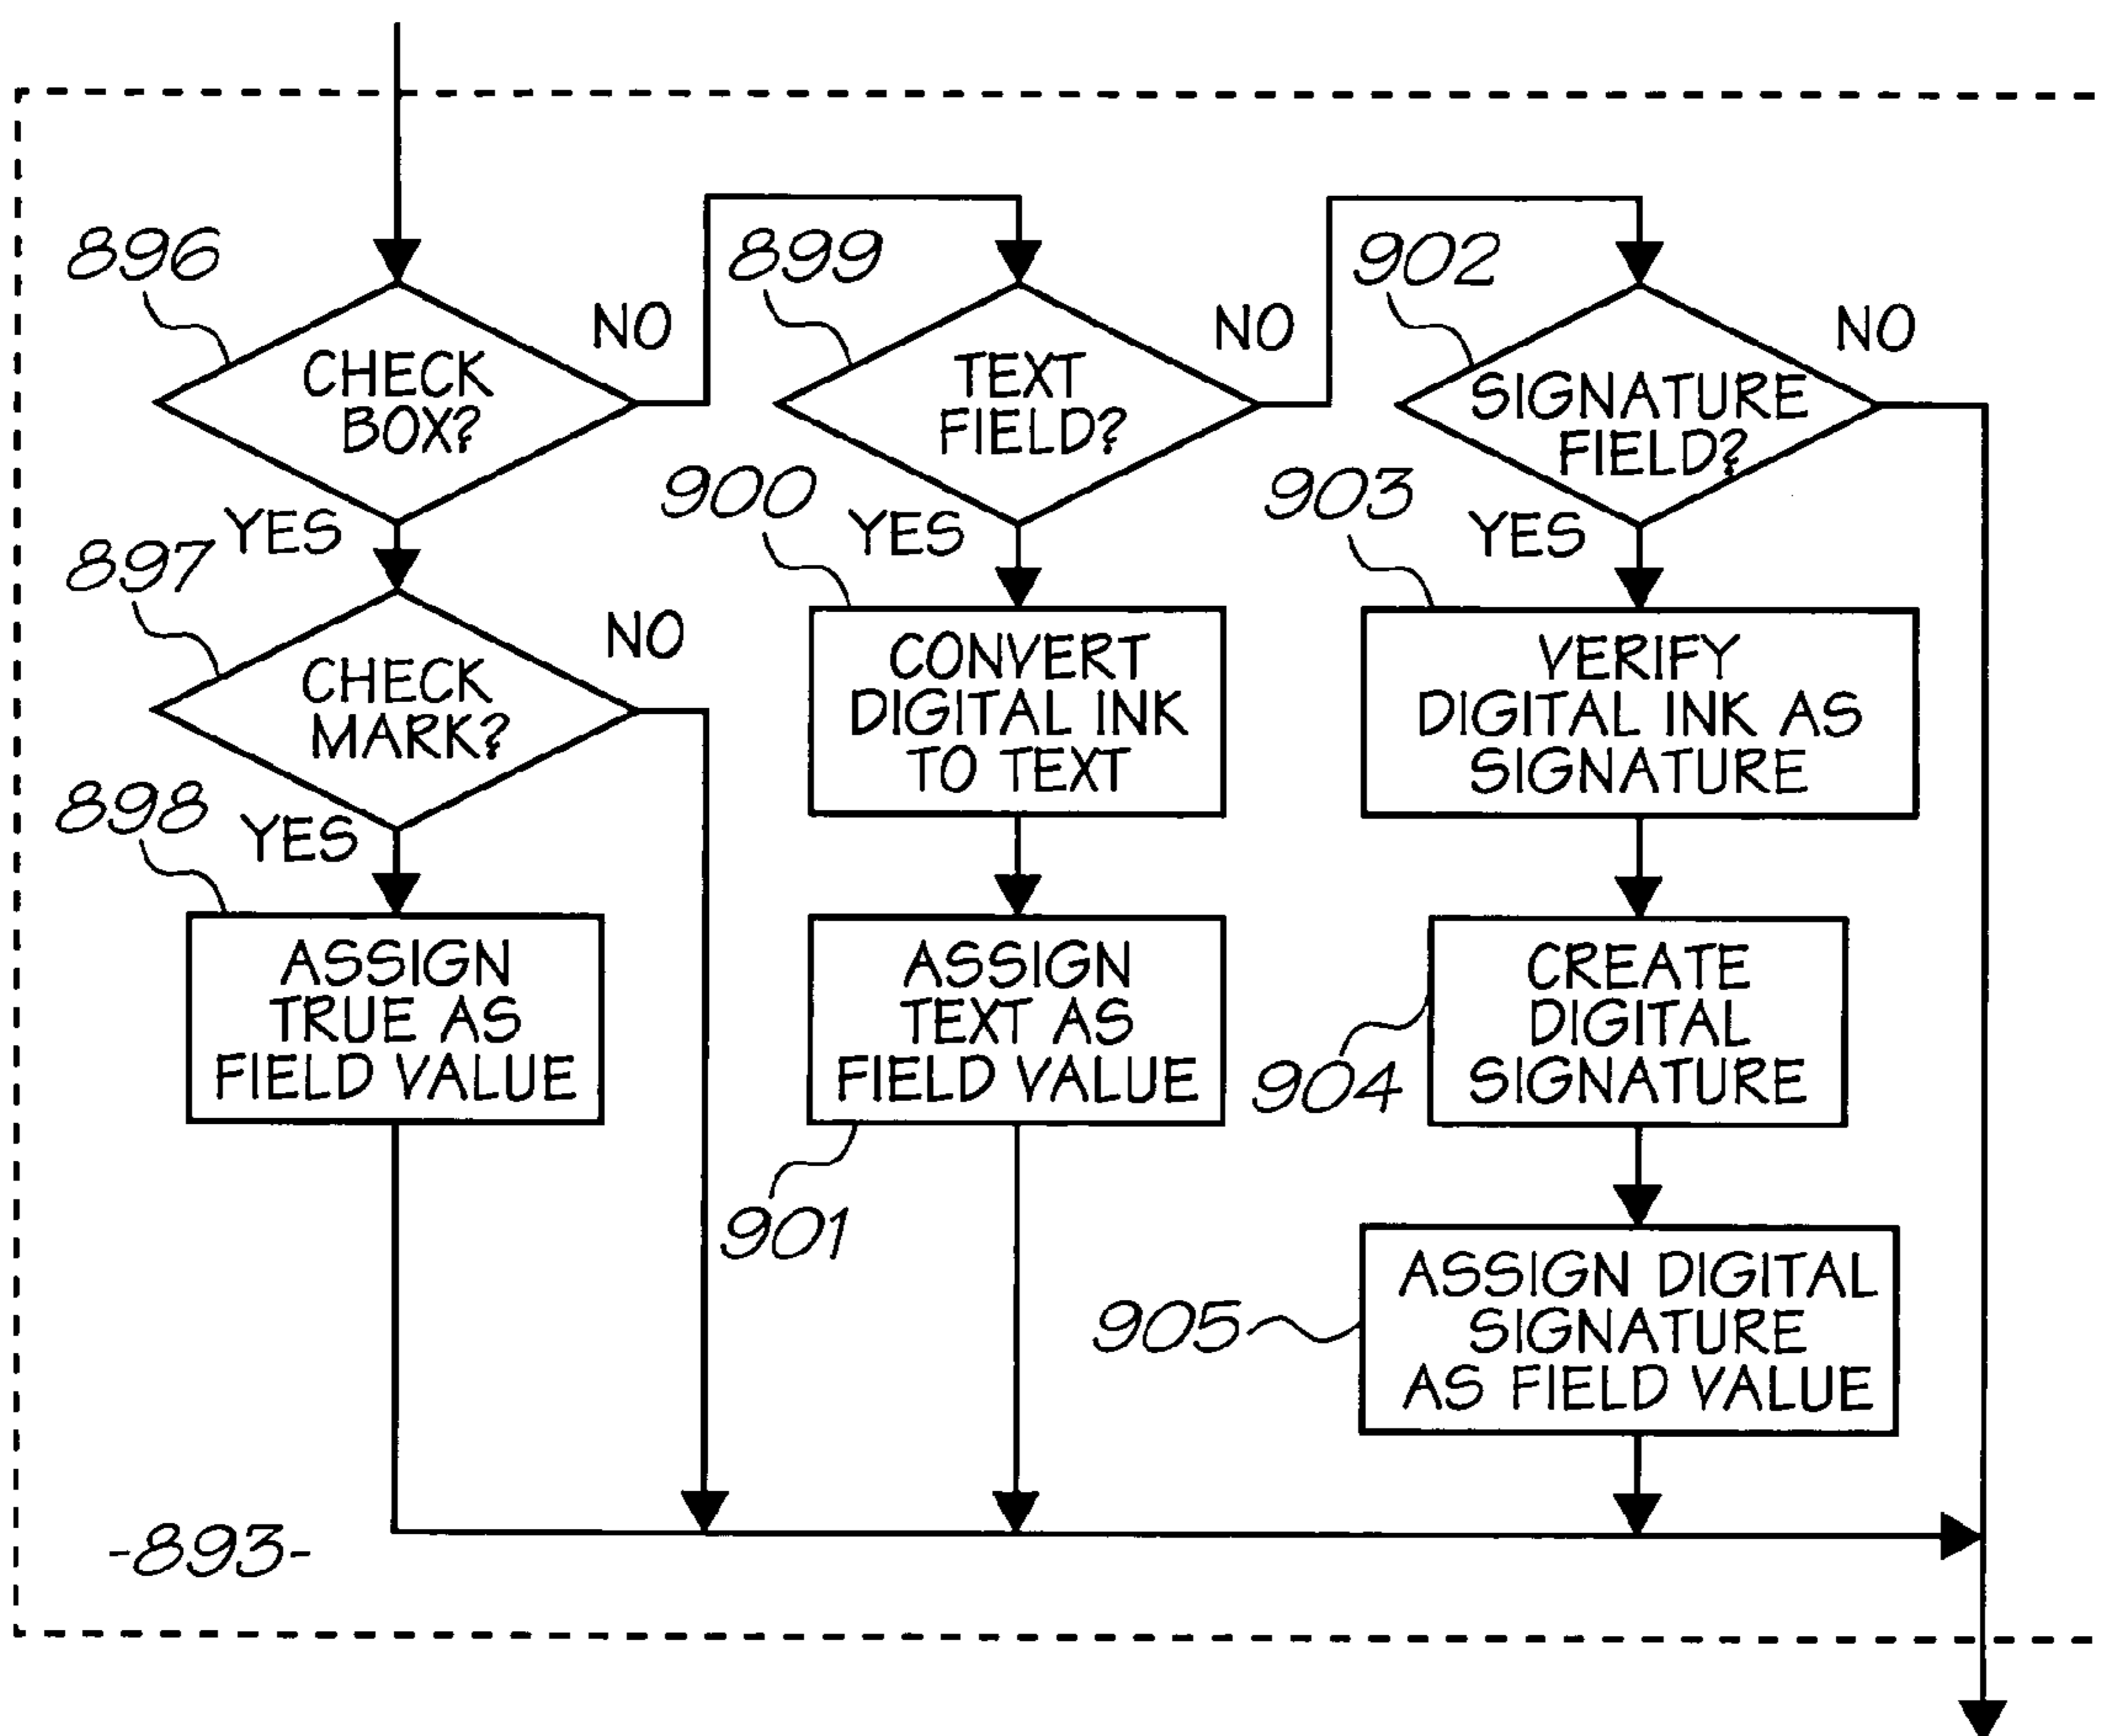 896
CHECK
BOX?
NO
YES
897
CHECK
MARK?
NO
898
YES
ASSIGN
TRUE AS
FIELD VALUE
899
TEXT
FIELD?
NO
900
YES
CONVERT
DIGITAL INK
TO TEXT
ASSIGN
TEXT AS
FIELD VALUE
901
902
SIGNATURE
FIELD?
NO
903
YES
VERIFY
DIGITAL INK AS
SIGNATURE
CREATE
DIGITAL
SIGNATURE
904
ASSIGN DIGITAL
SIGNATURE
AS FIELD VALUE
905
-893-